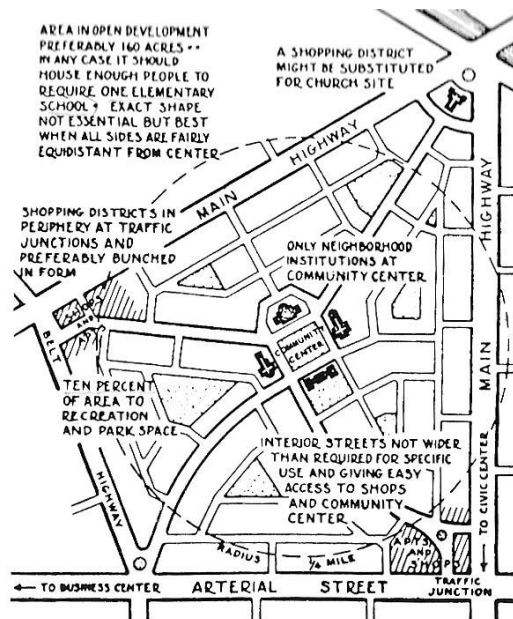 AREA IN OPEN DEVELOPMENT
PREFERABLY 160 ACRES ··
IN ANY CASE IT SHOULD
HOUSE ENOUGH PEOPLE TO
REQUIRE ONE ELEMENTARY
SCHOOL · EXACT SHAPE
NOT ESSENTIAL BUT BEST
WHEN ALL SIDES ARE FAIRLY
EQUIDISTANT FROM CENTER
A SHOPPING DISTRICT
MIGHT BE SUBSTITUTED
FOR CHURCH SITE
MAIN HIGHWAY
HIGHWAY
MAIN
SHOPPING DISTRICTS IN
PERIPHERY AT TRAFFIC
JUNCTIONS AND
PREFERABLY BUNCHED
IN FORM
ONLY NEIGHBORHOOD
INSTITUTIONS AT
COMMUNITY CENTER
SHOPS
AND
BELT
HIGHWAY
COMMUNITY
CENTER
TEN PERCENT
OF AREA TO
RECREATION
AND PARK SPACE
INTERIOR STREETS NOT WIDER
THAN REQUIRED FOR SPECIFIC
USE AND GIVING EASY
ACCESS TO SHOPS
AND COMMUNITY
CENTER
TO CIVIC CENTER
RADIUS 1/4 MILE
APTS.
AND
SHOPS
TRAFFIC
JUNCTION
← TO BUSINESS CENTER
ARTERIAL STREET